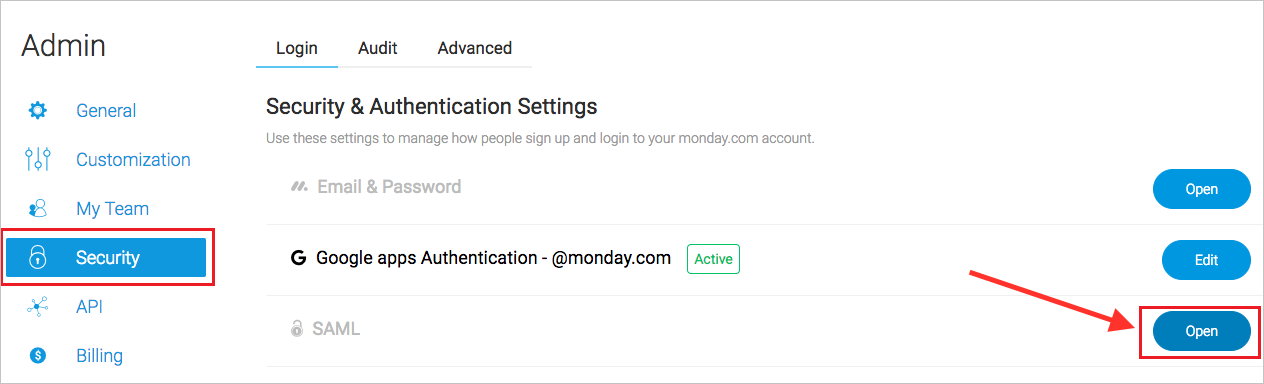 Admin
General
Customization
My Team
Security
API
Billing
Login Audit Advanced
Security & Authentication Settings
Use these settings to manage how people sign up and login to your monday.com account.
Email & Password Open
Google apps Authentication - @monday.com Active Edit
SAML Open